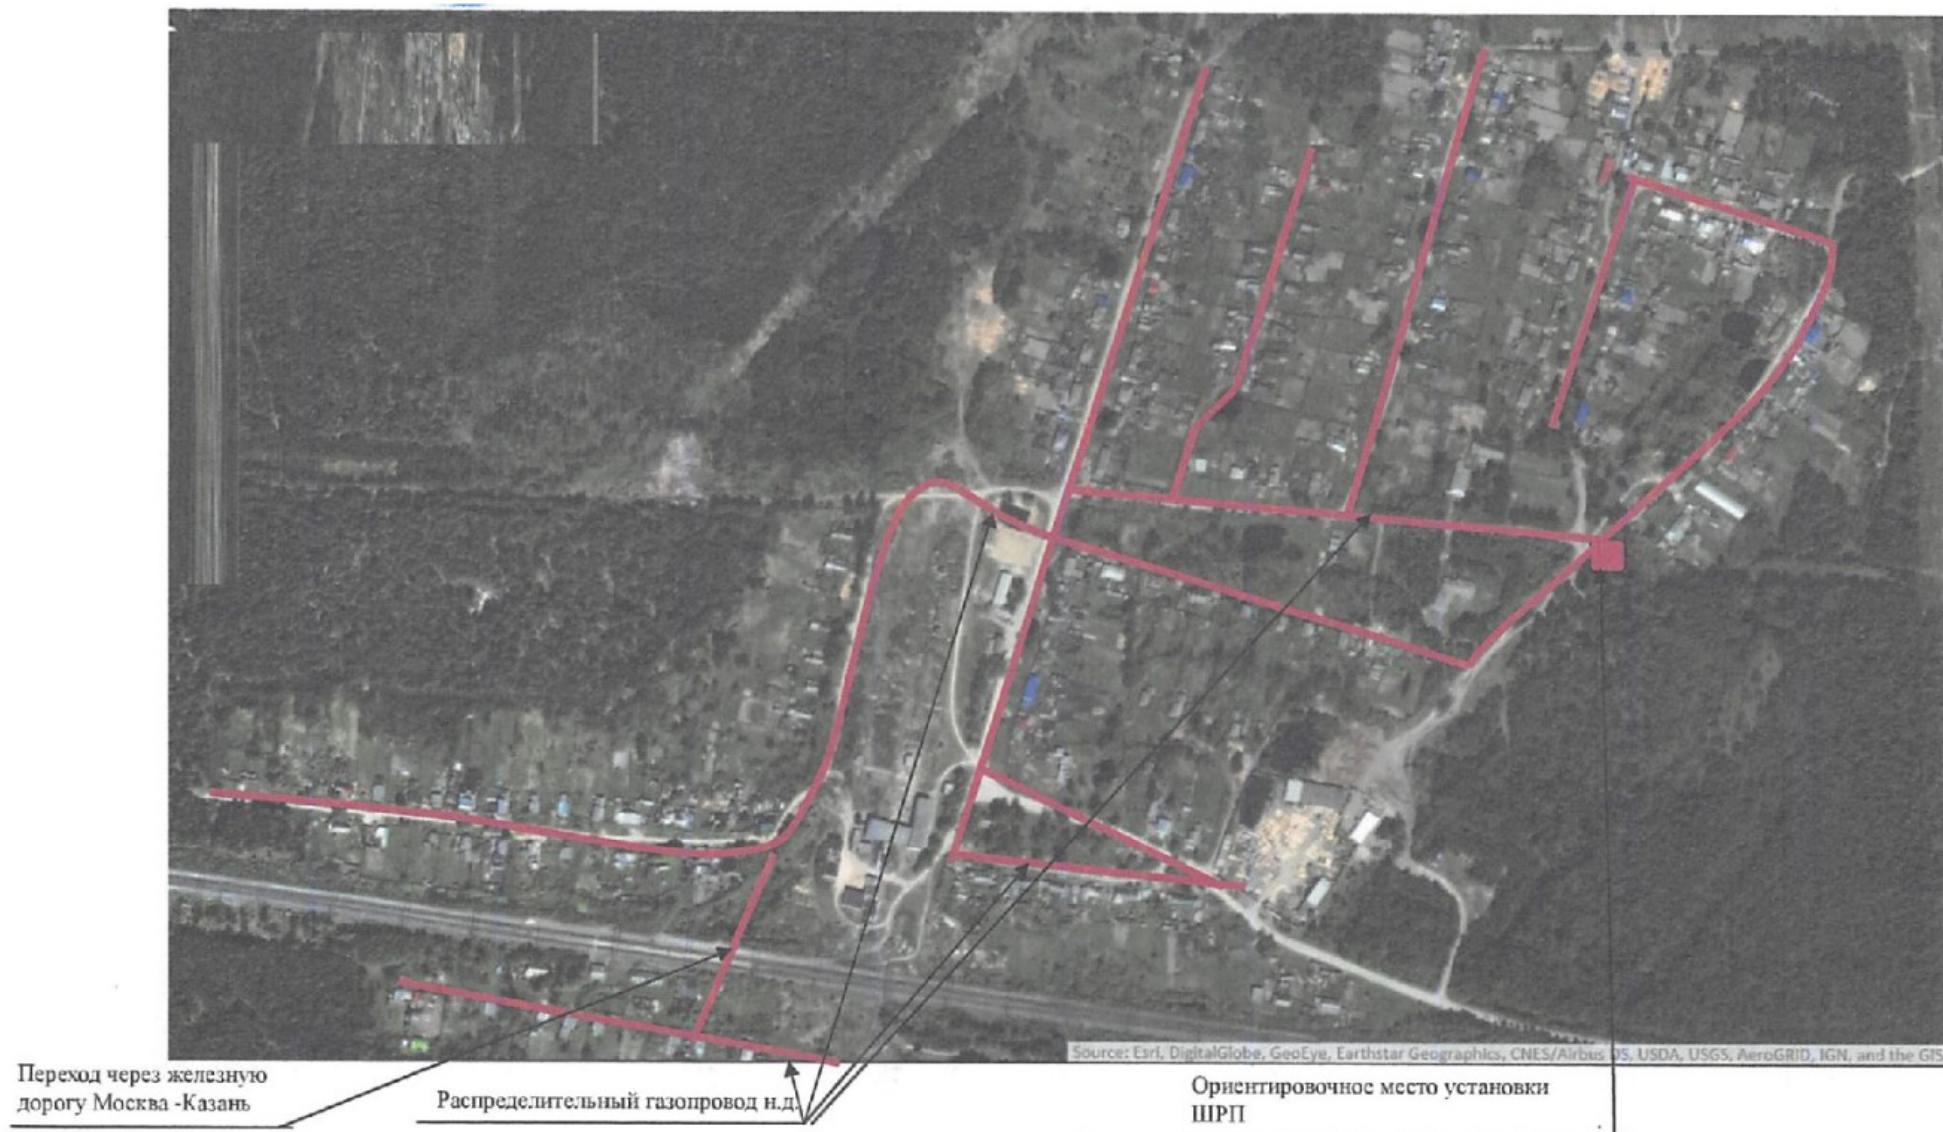 Source: Esri, DigitalGlobe, GeoEye, Earthstar Geographics, CNES/Airbus DS, USDA, USGS, AeroGRID, IGN, and the GIS
Переход через железную
дорогу Москва -Казань
Распределительный газопровод н.д.
Ориентировочное место установки
ШРП